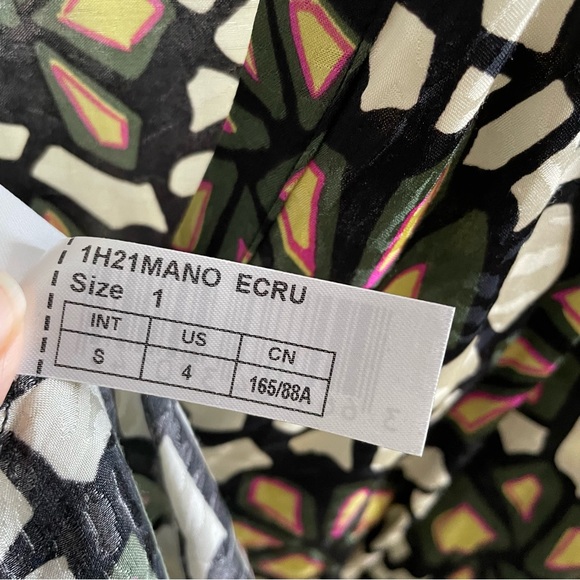 1H21MANO ECRU
Size 1
INT US CN
S 4 165/88A